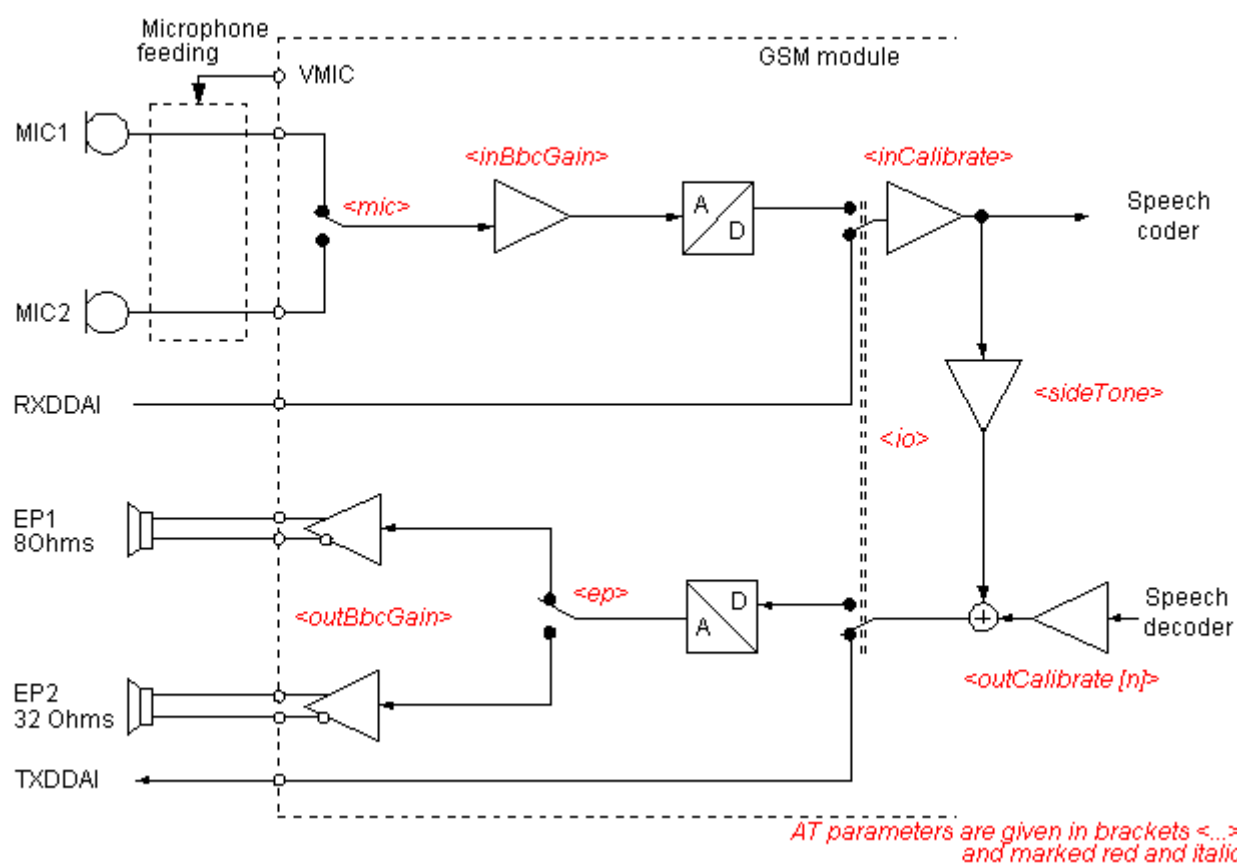 Microphone
feeding
GSM module
VMIC
MIC1
<inBbcGain>
<inCalibrate>
<mic>
A
D
Speech
coder
MIC2
RXDDAI
<sideTone>
<io>
EP1
8Ohms
<ep>
D
A
<outBbcGain>
+
Speech
decoder
<outCalibrate [n]>
EP2
32 Ohms
TXDDAI
AT parameters are given in brackets <...>
and marked red and italic